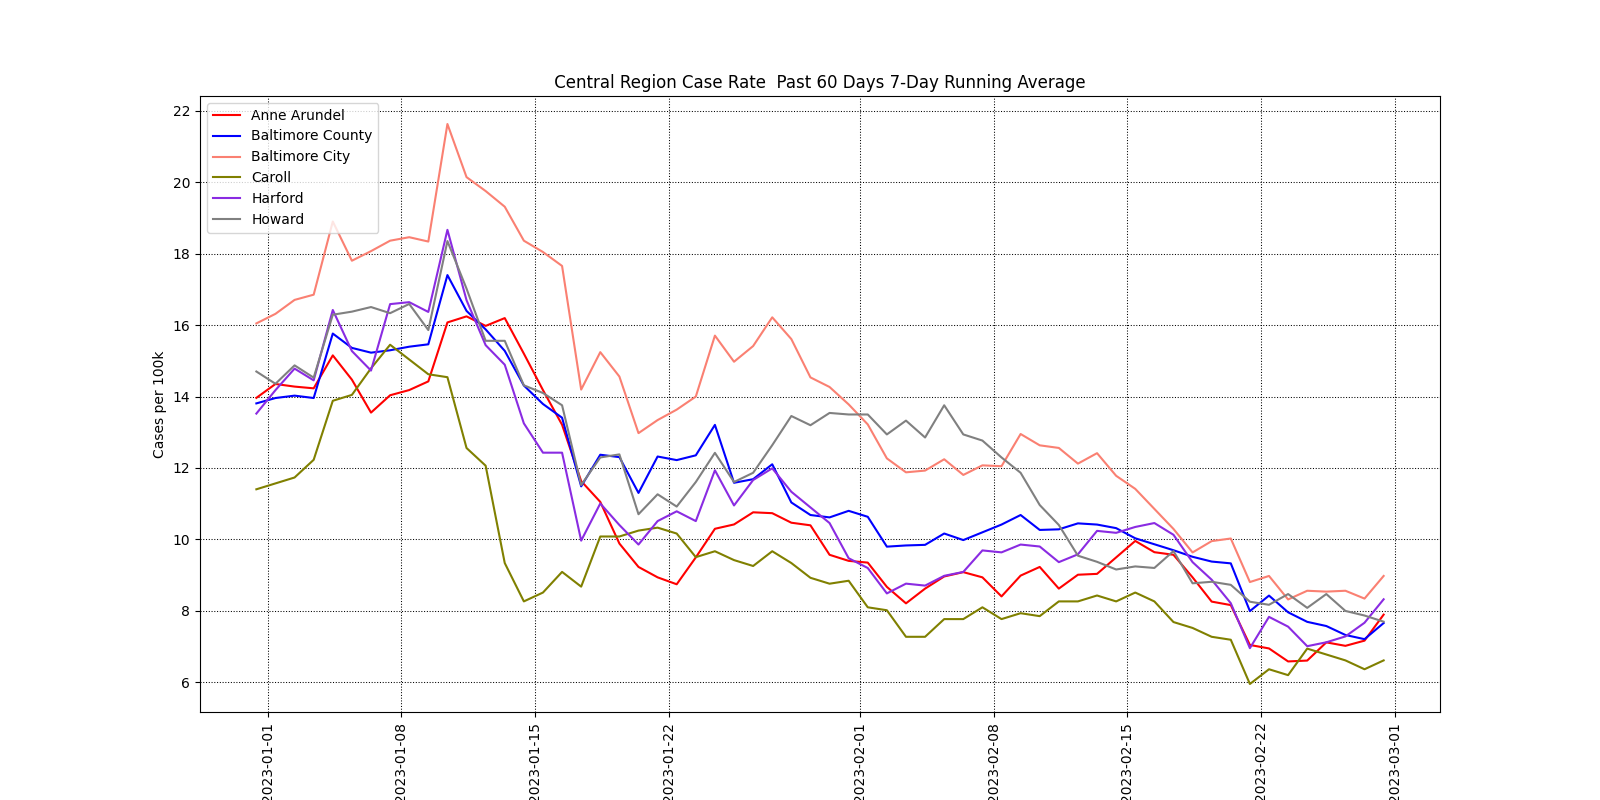 Central Region Case Rate  Past 60 Days 7-Day Running Average
Anne Arundel
Baltimore County
Baltimore City
Caroll
Harford
Howard
Cases per 100k
22
20
18
16
14
12
10
8
6
2023-01-01
2023-01-08
2023-01-15
2023-01-22
2023-02-01
2023-02-08
2023-02-15
2023-02-22
2023-03-01